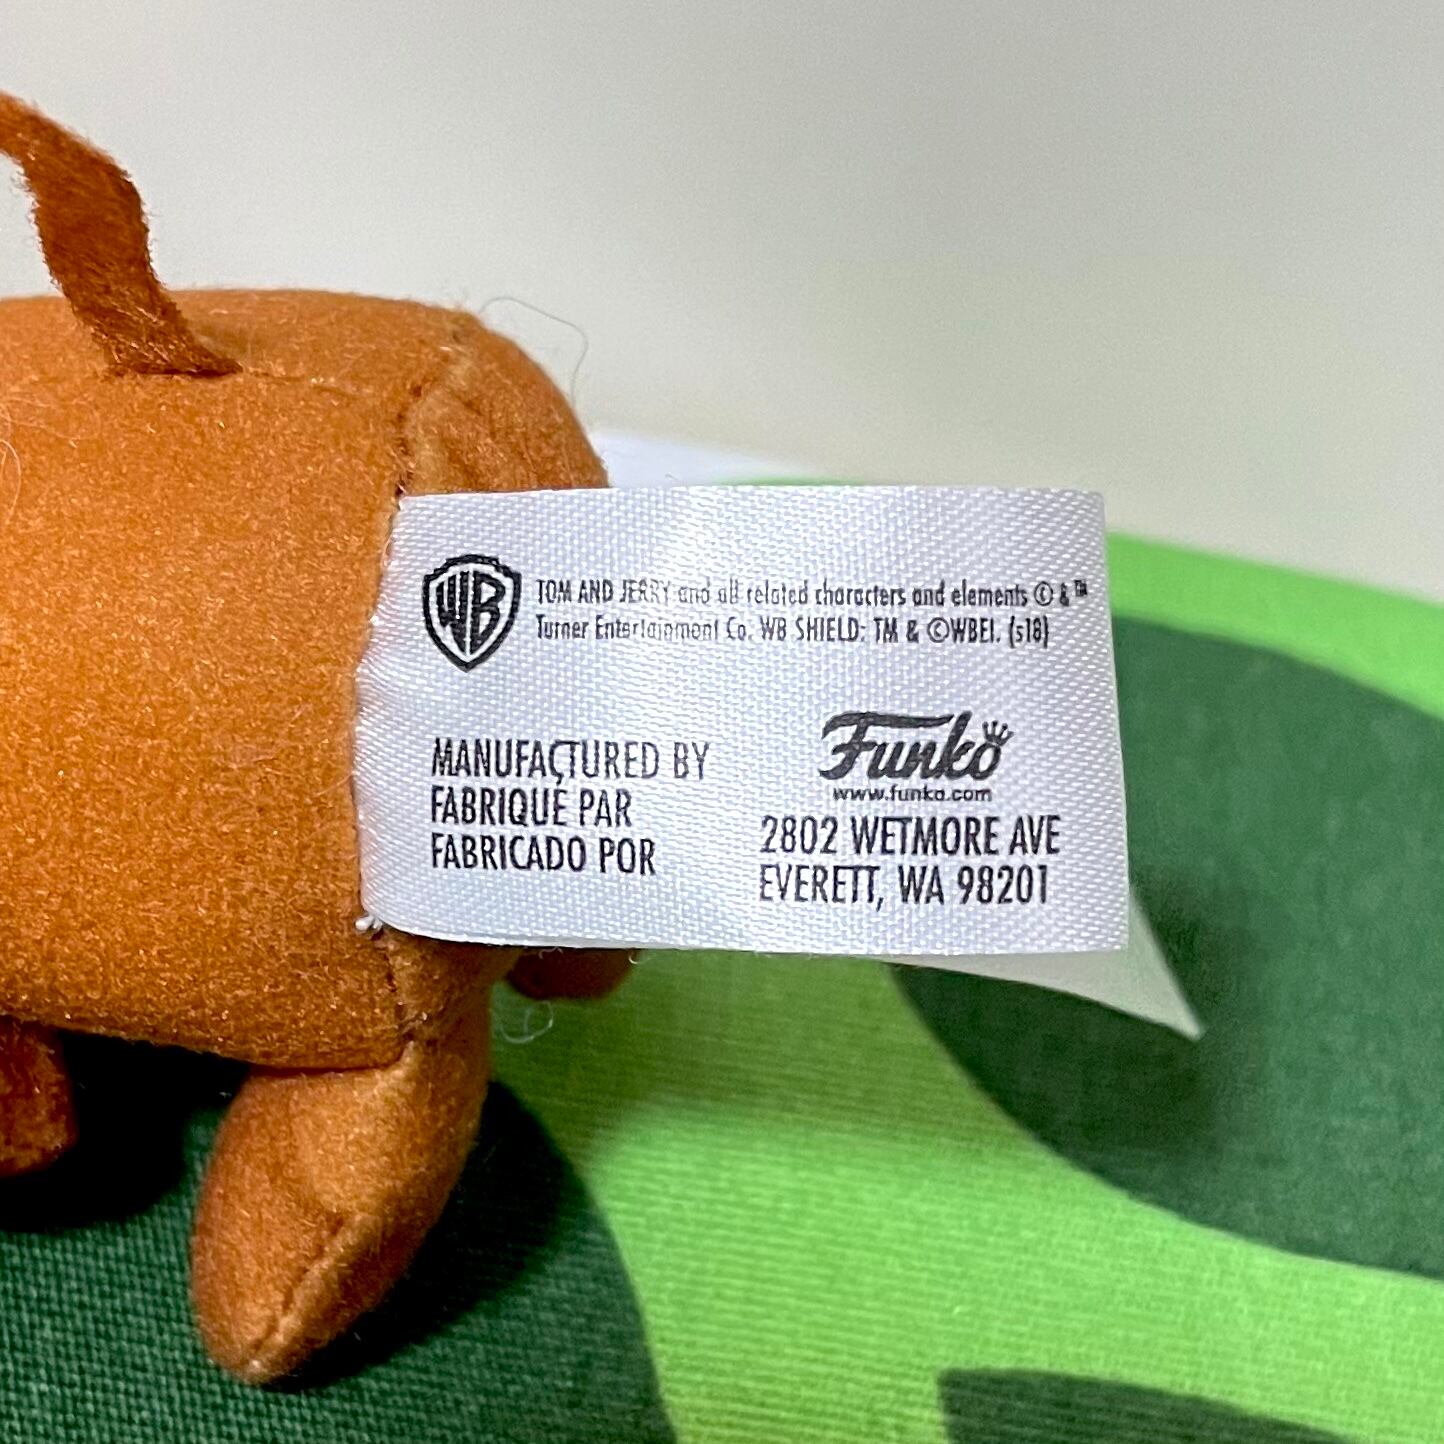 WB
TOM AND JERRY and all related characters and elements © & ™
Turner Entertainment Co. WB SHIELD: TM & ©WBEI. (s18)
MANUFACTURED BY
FABRIQUÉ PAR
FABRICADO POR
Funko
www.funko.com
2802 WETMORE AVE
EVERETT, WA 98201